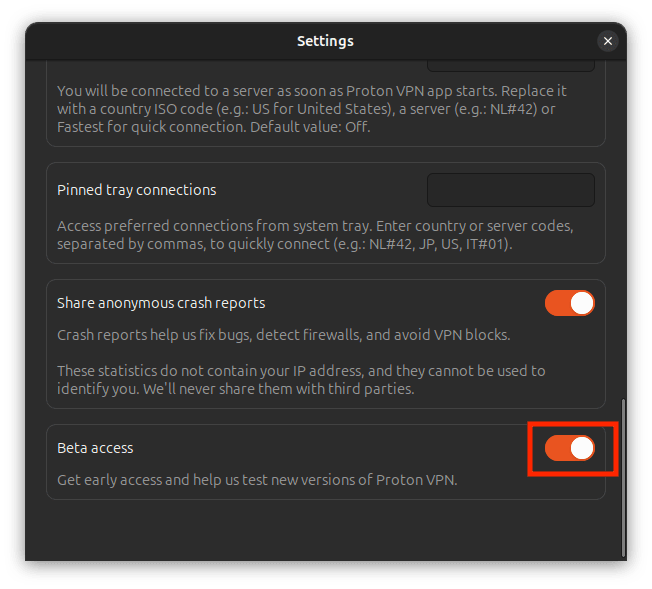 Settings
You will be connected to a server as soon as Proton VPN app starts. Replace it
with a country ISO code (e.g.: US for United States), a server (e.g.: NL#42) or
Fastest for quick connection. Default value: Off.
Pinned tray connections
Access preferred connections from system tray. Enter country or server codes,
separated by commas, to quickly connect (e.g.: NL#42, JP, US, IT#01).
Share anonymous crash reports
Crash reports help us fix bugs, detect firewalls, and avoid VPN blocks.
These statistics do not contain your IP address, and they cannot be used to
identify you. We'll never share them with third parties.
Beta access
Get early access and help us test new versions of Proton VPN.